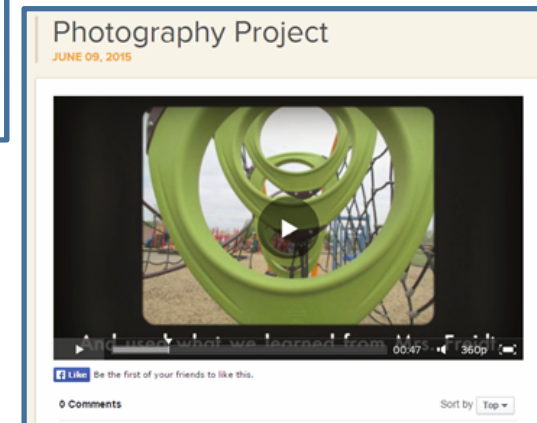 Photography Project
JUNE 09, 2015
And used what we learned from Mrs. Freidt
00:47 360p
Like Be the first of your friends to like this.
0 Comments Sort by Top